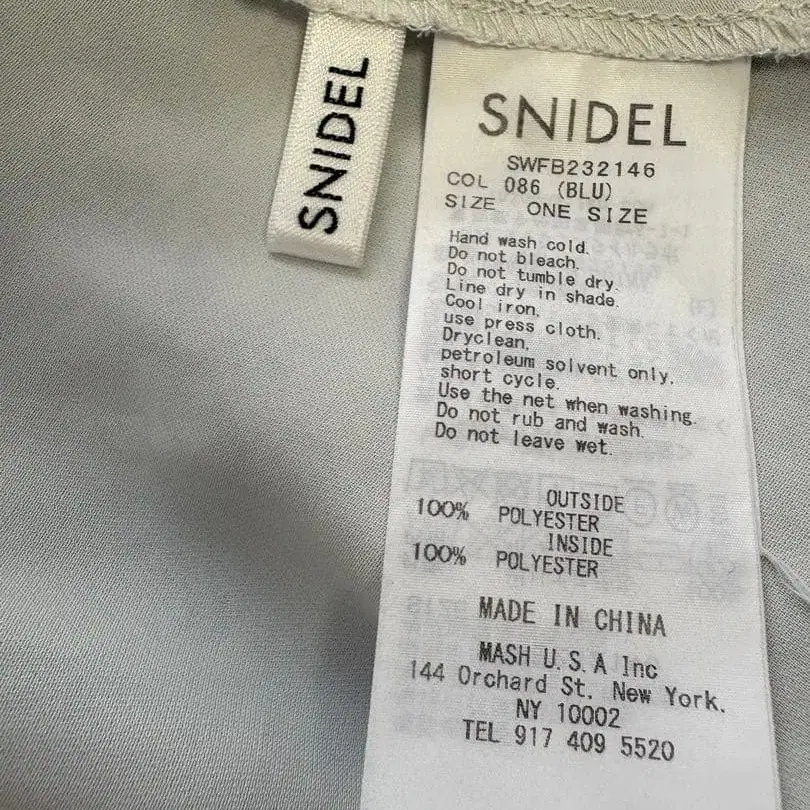 SNIDEL
SNIDEL
SWFB232146
COL 086 (BLU)
SIZE ONE SIZE
Hand wash cold.
Do not bleach.
Do not tumble dry.
Line dry in shade.
Cool iron.
use press cloth.
Dryclean.
petroleum solvent only.
short cycle.
Use the net when washing.
Do not rub and wash.
Do not leave wet.
OUTSIDE
100% POLYESTER
INSIDE
100% POLYESTER
MADE IN CHINA
MASH U.S.A Inc
144 Orchard St. New York.
NY 10002
TEL 917 409 5520